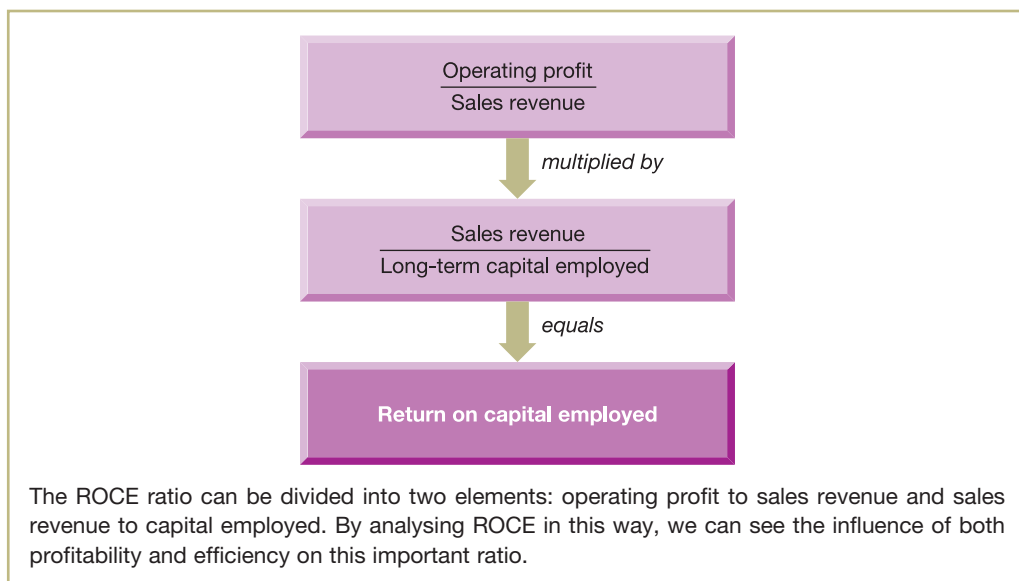 Operating profit
Sales revenue
multiplied by
Sales revenue
Long-term capital employed
equals
Return on capital employed
The ROCE ratio can be divided into two elements: operating profit to sales revenue and sales
revenue to capital employed. By analysing ROCE in this way, we can see the influence of both
profitability and efficiency on this important ratio.